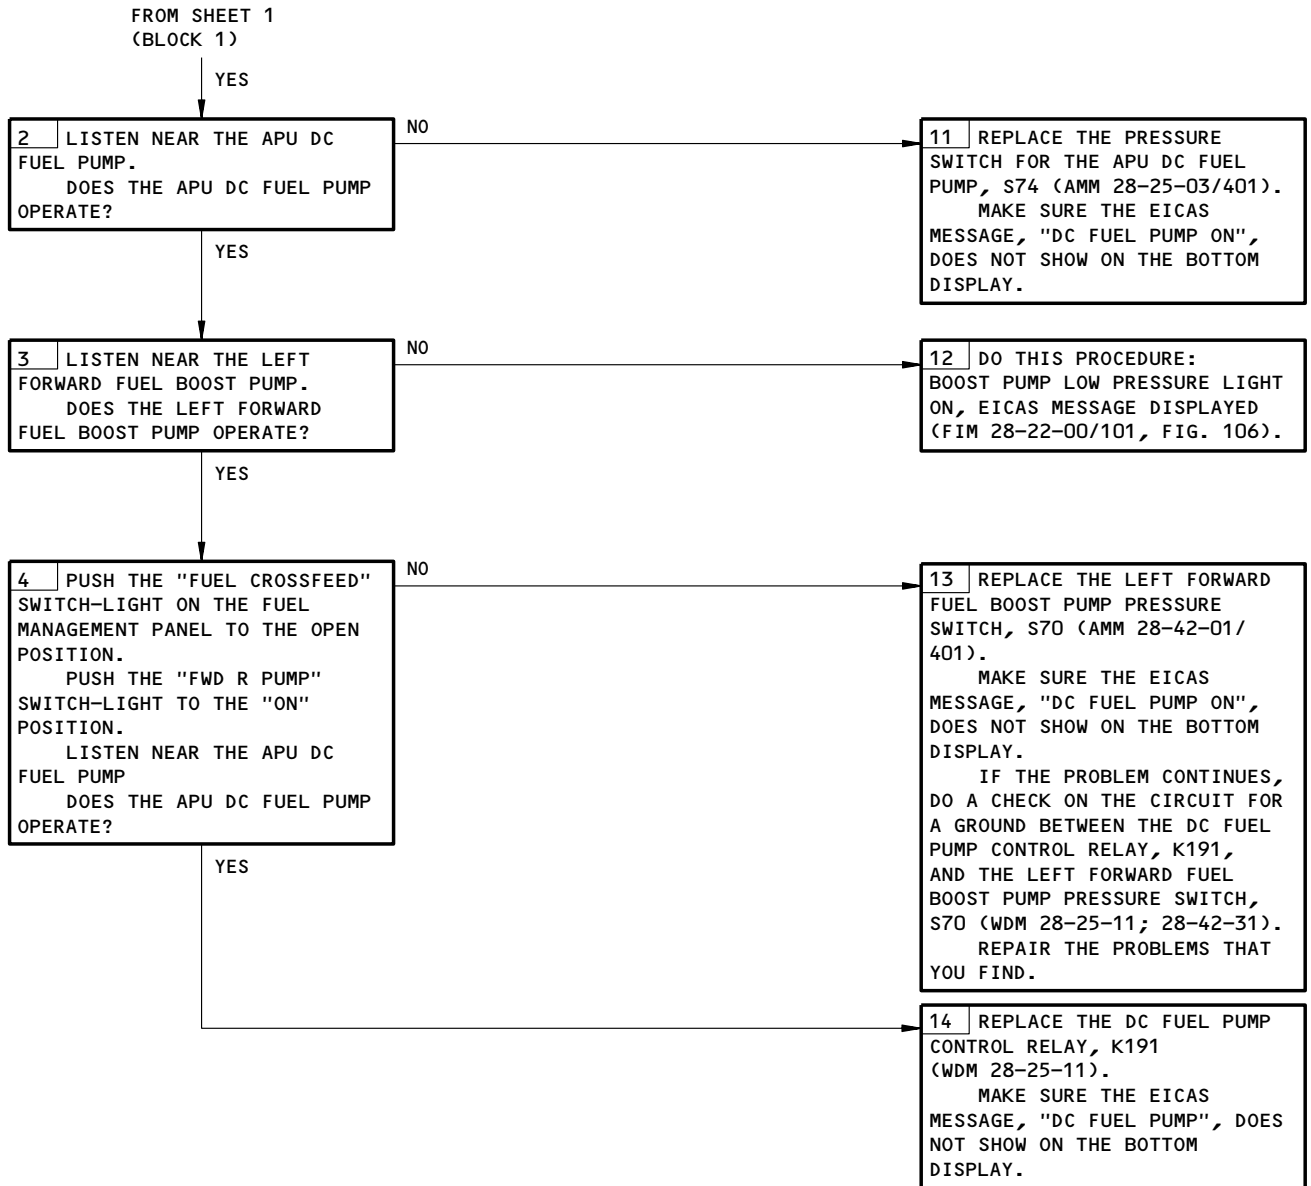 FROM SHEET 1
(BLOCK 1)
YES
2 LISTEN NEAR THE APU DC
FUEL PUMP.
DOES THE APU DC FUEL PUMP
OPERATE?
NO
11 REPLACE THE PRESSURE
SWITCH FOR THE APU DC FUEL
PUMP, S74 (AMM 28-25-03/401).
MAKE SURE THE EICAS
MESSAGE, "DC FUEL PUMP ON",
DOES NOT SHOW ON THE BOTTOM
DISPLAY.
YES
3 LISTEN NEAR THE LEFT
FORWARD FUEL BOOST PUMP.
DOES THE LEFT FORWARD
FUEL BOOST PUMP OPERATE?
NO
12 DO THIS PROCEDURE:
BOOST PUMP LOW PRESSURE LIGHT
ON, EICAS MESSAGE DISPLAYED
(FIM 28-22-00/101, FIG. 106).
YES
4 PUSH THE "FUEL CROSSFEED"
SWITCH-LIGHT ON THE FUEL
MANAGEMENT PANEL TO THE OPEN
POSITION.
PUSH THE "FWD R PUMP"
SWITCH-LIGHT TO THE "ON"
POSITION.
LISTEN NEAR THE APU DC
FUEL PUMP
DOES THE APU DC FUEL PUMP
OPERATE?
NO
13 REPLACE THE LEFT FORWARD
FUEL BOOST PUMP PRESSURE
SWITCH, S70 (AMM 28-42-01/
401).
MAKE SURE THE EICAS
MESSAGE, "DC FUEL PUMP ON",
DOES NOT SHOW ON THE BOTTOM
DISPLAY.
IF THE PROBLEM CONTINUES,
DO A CHECK ON THE CIRCUIT FOR
A GROUND BETWEEN THE DC FUEL
PUMP CONTROL RELAY, K191,
AND THE LEFT FORWARD FUEL
BOOST PUMP PRESSURE SWITCH,
S70 (WDM 28-25-11; 28-42-31).
REPAIR THE PROBLEMS THAT
YOU FIND.
YES
14 REPLACE THE DC FUEL PUMP
CONTROL RELAY, K191
(WDM 28-25-11).
MAKE SURE THE EICAS
MESSAGE, "DC FUEL PUMP", DOES
NOT SHOW ON THE BOTTOM
DISPLAY.